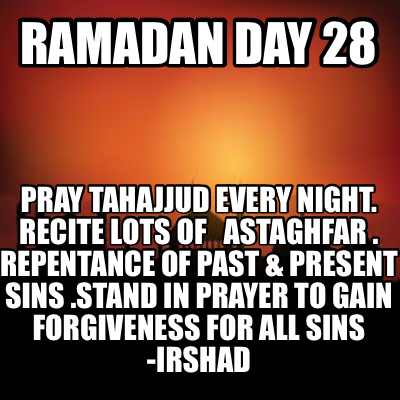 RAMADAN DAY 28
PRAY TAHAJJUD EVERY NIGHT.
RECITE LOTS OF ASTAGHFAR .
REPENTANCE OF PAST & PRESENT
SINS .STAND IN PRAYER TO GAIN
FORGIVENESS FOR ALL SINS
-IRSHAD